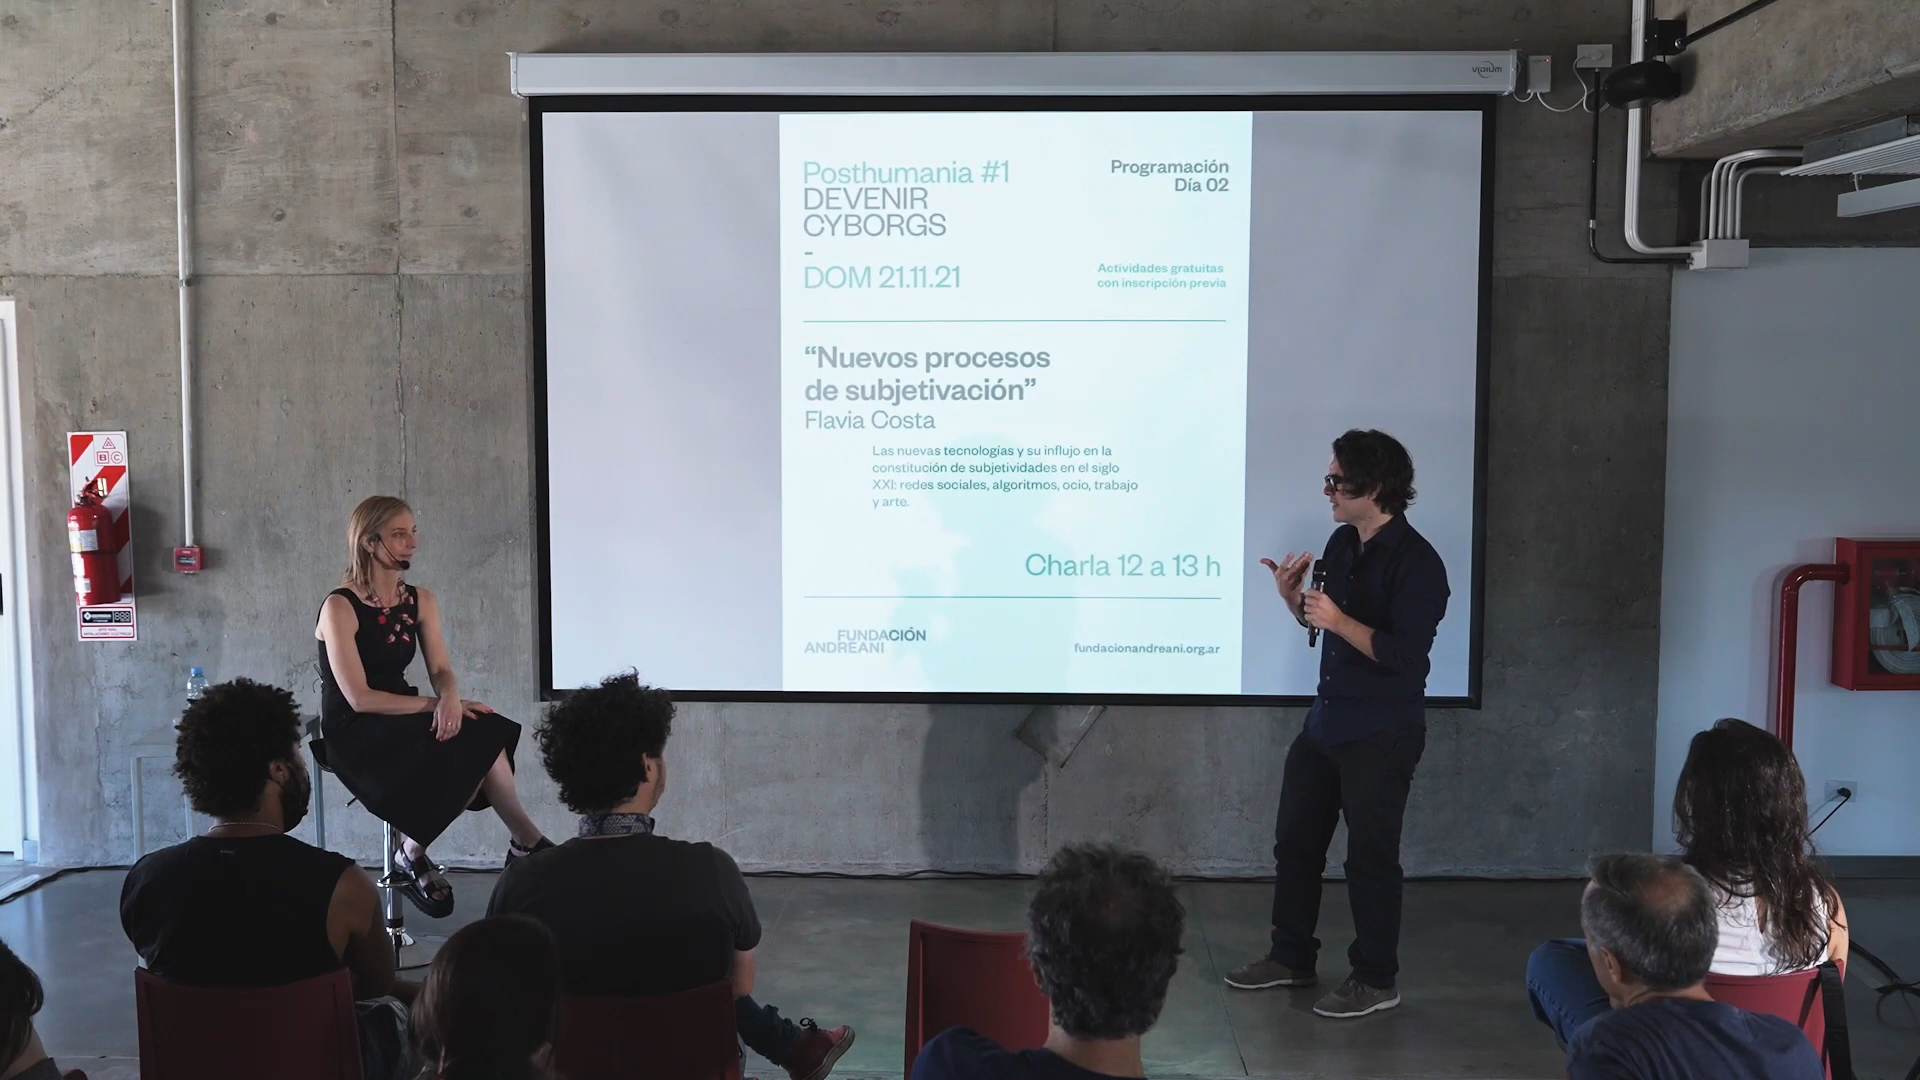 vidium
Posthumania #1
DEVENIR
CYBORGS
-
DOM 21.11.21
Programación
Día 02
Actividades gratuitas
con inscripción previa
“Nuevos procesos
de subjetivación”
Flavia Costa
Las nuevas tecnologías y su influjo en la
constitución de subjetividades en el siglo
XXI: redes sociales, algoritmos, ocio, trabajo
y arte.
Charla 12 a 13 h
FUNDACIÓN
ANDREANI
fundacionandreani.org.ar
A
B C